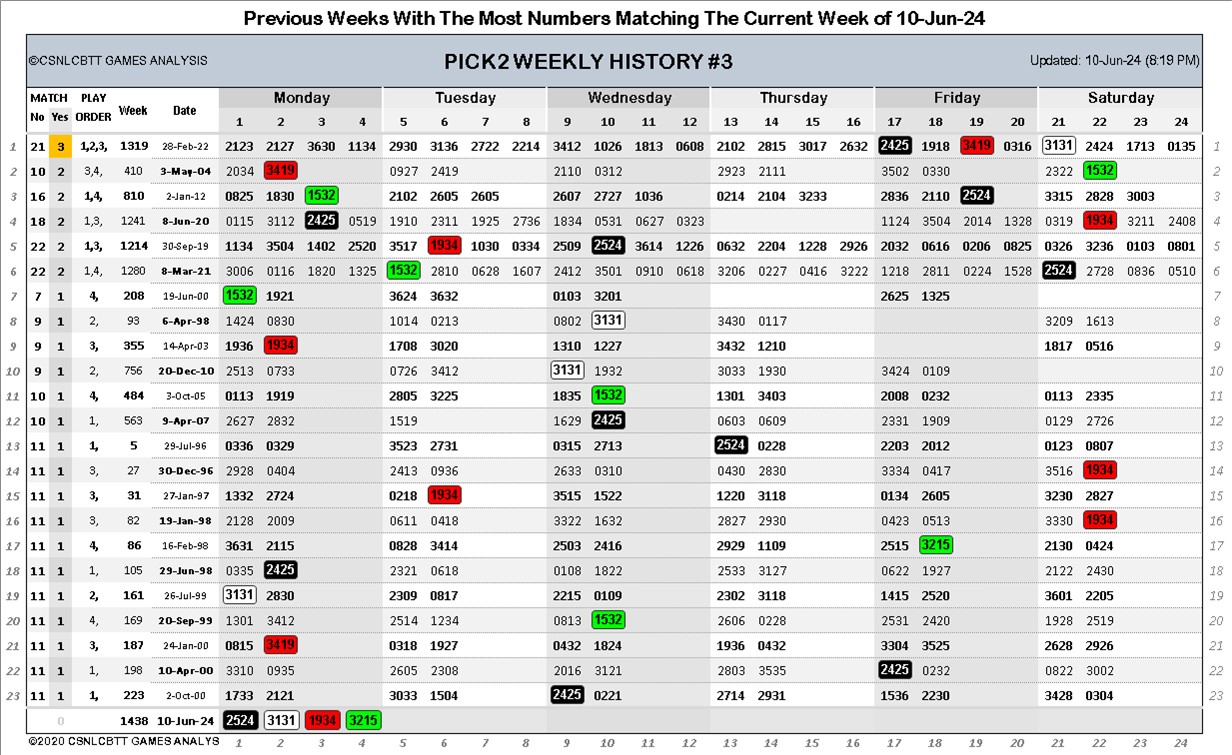 Previous Weeks With The Most Numbers Matching The Current Week of 10-Jun-24
©CSNLCBTT GAMES ANALYSIS PICK2 WEEKLY HISTORY #3 Updated: 10-Jun-24 (8:19 PM)
MATCH PLAY Week Date Monday Tuesday Wednesday Thursday Friday Saturday
No Yes ORDER 1 2 3 4 5 6 7 8 9 10 11 12 13 14 15 16 17 18 19 20 21 22 23 24
1 21 3 1,2,3, 1319 28-Feb-22 2123 2127 3630 1134 2930 3136 2722 2214 3412 1026 1813 0608 2102 2815 3017 2632 2425 1918 3419 0316 3131 2424 1713 0135 1
2 10 2 3,4, 410 3-May-04 2034 3419 0927 2419 2110 0312 2923 2111 3502 0330 2322 1532 2
3 16 2 1,4, 810 2-Jan-12 0825 1830 1532 2102 2605 2605 2607 2727 1036 0214 2104 3233 2836 2110 2524 3315 2828 3003 3
4 18 2 1,3, 1241 8-Jun-20 0115 3112 2425 0519 1910 2311 1925 2736 1834 0531 0627 0323 1124 3504 2014 1328 0319 1934 3211 2408 4
5 22 2 1,3, 1214 30-Sep-19 1134 3504 1402 2520 3517 1934 1030 0334 2509 2524 3614 1226 0632 2204 1228 2926 2032 0616 0206 0825 0326 3236 0103 0801 5
6 22 2 1,4, 1280 8-Mar-21 3006 0116 1820 1325 1532 2810 0628 1607 2412 3501 0910 0618 3206 0227 0416 3222 1218 2811 0224 1528 2524 2728 0836 0510 6
7 7 1 4, 208 19-Jun-00 1532 1921 3624 3632 0103 3201 2625 1325 7
8 9 1 2, 93 6-Apr-98 1424 0830 1014 0213 0802 3131 3430 0117 3209 1613 8
9 9 1 3, 355 14-Apr-03 1936 1934 1708 3020 1310 1227 3432 1210 1817 0516 9
10 9 1 2, 756 20-Dec-10 2513 0733 0726 3412 3131 1932 3033 1930 3424 0109 10
11 10 1 4, 484 3-Oct-05 0113 1919 2805 3225 1835 1532 1301 3403 2008 0232 0113 2335 11
12 10 1 1, 563 9-Apr-07 2627 2832 1519 1629 2425 0603 0609 2331 1909 0129 2726 12
13 11 1 1, 5 29-Jul-96 0336 0329 3523 2731 0315 2713 2524 0228 2203 2012 0123 0807 13
14 11 1 3, 27 30-Dec-96 2928 0404 2413 0936 2633 0310 0430 2830 3334 0417 3516 1934 14
15 11 1 3, 31 27-Jan-97 1332 2724 0218 1934 3515 1522 1220 3118 0134 2605 3230 2827 15
16 11 1 3, 82 19-Jan-98 2128 2009 0611 0418 3322 1632 2827 2930 0423 0513 3330 1934 16
17 11 1 4, 86 16-Feb-98 3631 2115 0828 3414 2503 2416 2929 1109 2515 3215 2130 0424 17
18 11 1 1, 105 29-Jun-98 0335 2425 2321 0618 0108 1822 2533 3127 0622 1927 2122 2430 18
19 11 1 2, 161 26-Jul-99 3131 2830 2309 0817 2215 0109 2302 3118 1415 2520 3601 2205 19
20 11 1 4, 169 20-Sep-99 1301 3412 2514 1234 0813 1532 2606 0228 2531 2420 1928 2519 20
21 11 1 3, 187 24-Jan-00 0815 3419 0318 1927 0432 1824 1936 0432 3304 3525 2628 2926 21
22 11 1 1, 198 10-Apr-00 3310 0935 2605 2308 2016 3121 2803 3535 2425 0232 0822 3002 22
23 11 1 1, 223 2-Oct-00 1733 2121 3033 1504 2425 0221 2714 2931 1536 2230 3428 0304 23
0 1438 10-Jun-24 2524 3131 1934 3215
©2020 CSNLCBTT GAMES ANALYS 1 2 3 4 5 6 7 8 9 10 11 12 13 14 15 16 17 18 19 20 21 22 23 24